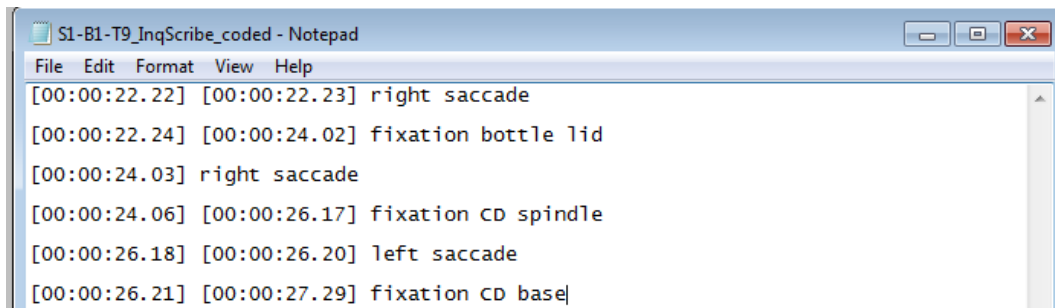 S1-B1-T9_InqScribe_coded - Notepad
File Edit Format View Help
[00:00:22.22] [00:00:22.23] right saccade
[00:00:22.24] [00:00:24.02] fixation bottle lid
[00:00:24.03] right saccade
[00:00:24.06] [00:00:26.17] fixation CD spindle
[00:00:26.18] [00:00:26.20] left saccade
[00:00:26.21] [00:00:27.29] fixation CD base